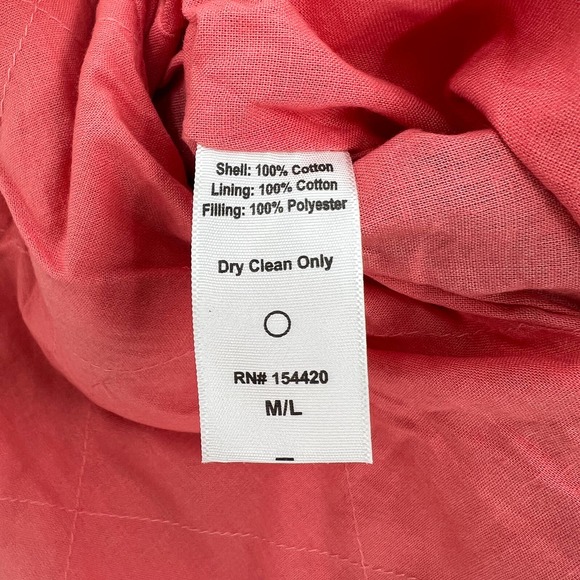 Shell: 100% Cotton
Lining: 100% Cotton
Filling: 100% Polyester
Dry Clean Only
RN# 154420
M/L